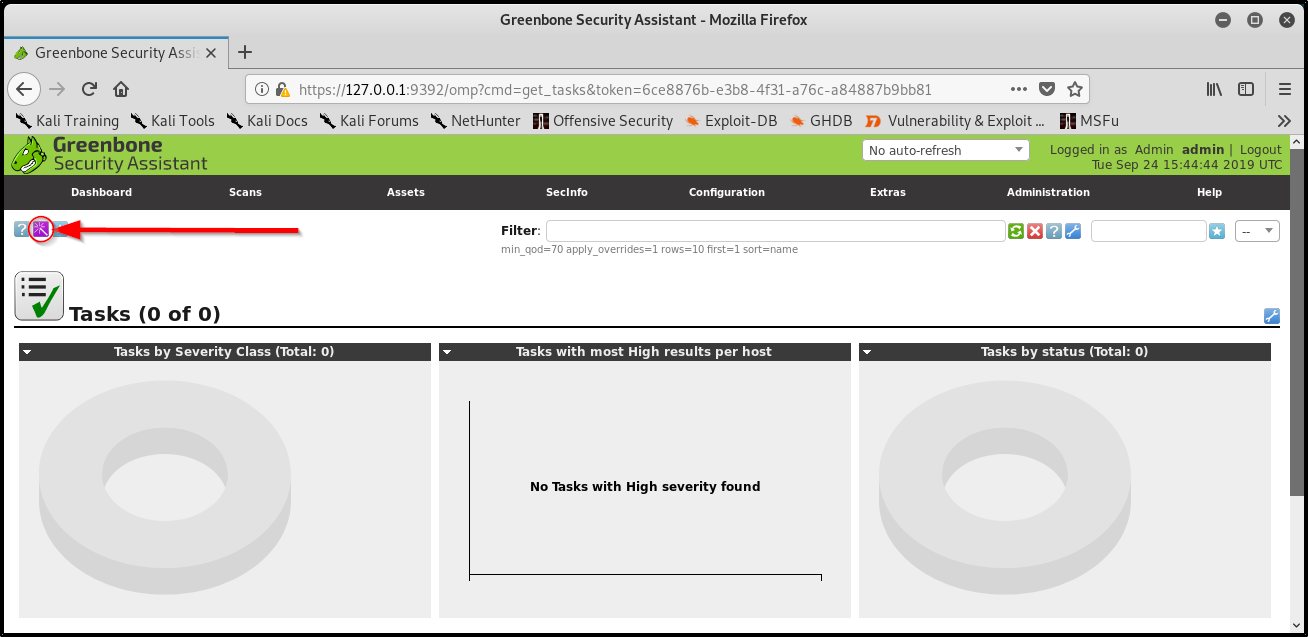 Greenbone Security Assistant - Mozilla Firefox
Greenbone Security Assis
https://127.0.0.1:9392/omp?cmd=get_tasks&token=6ce8876b-e3b8-4f31-a76c-a84887b9bb81
Kali Training Kali Tools Kali Docs Kali Forums NetHunter Offensive Security Exploit-DB GHDB Vulnerability & Exploit ... MSFu
Greenbone
Security Assistant
No auto-refresh
Logged in as Admin admin | Logout
Tue Sep 24 15:44:44 2019 UTC
Dashboard Scans Assets SecInfo Configuration Extras Administration Help
? Filter: ? --
min_qod=70 apply_overrides=1 rows=10 first=1 sort=name
Tasks (0 of 0)
Tasks by Severity Class (Total: 0) Tasks with most High results per host Tasks by status (Total: 0)
No Tasks with High severity found